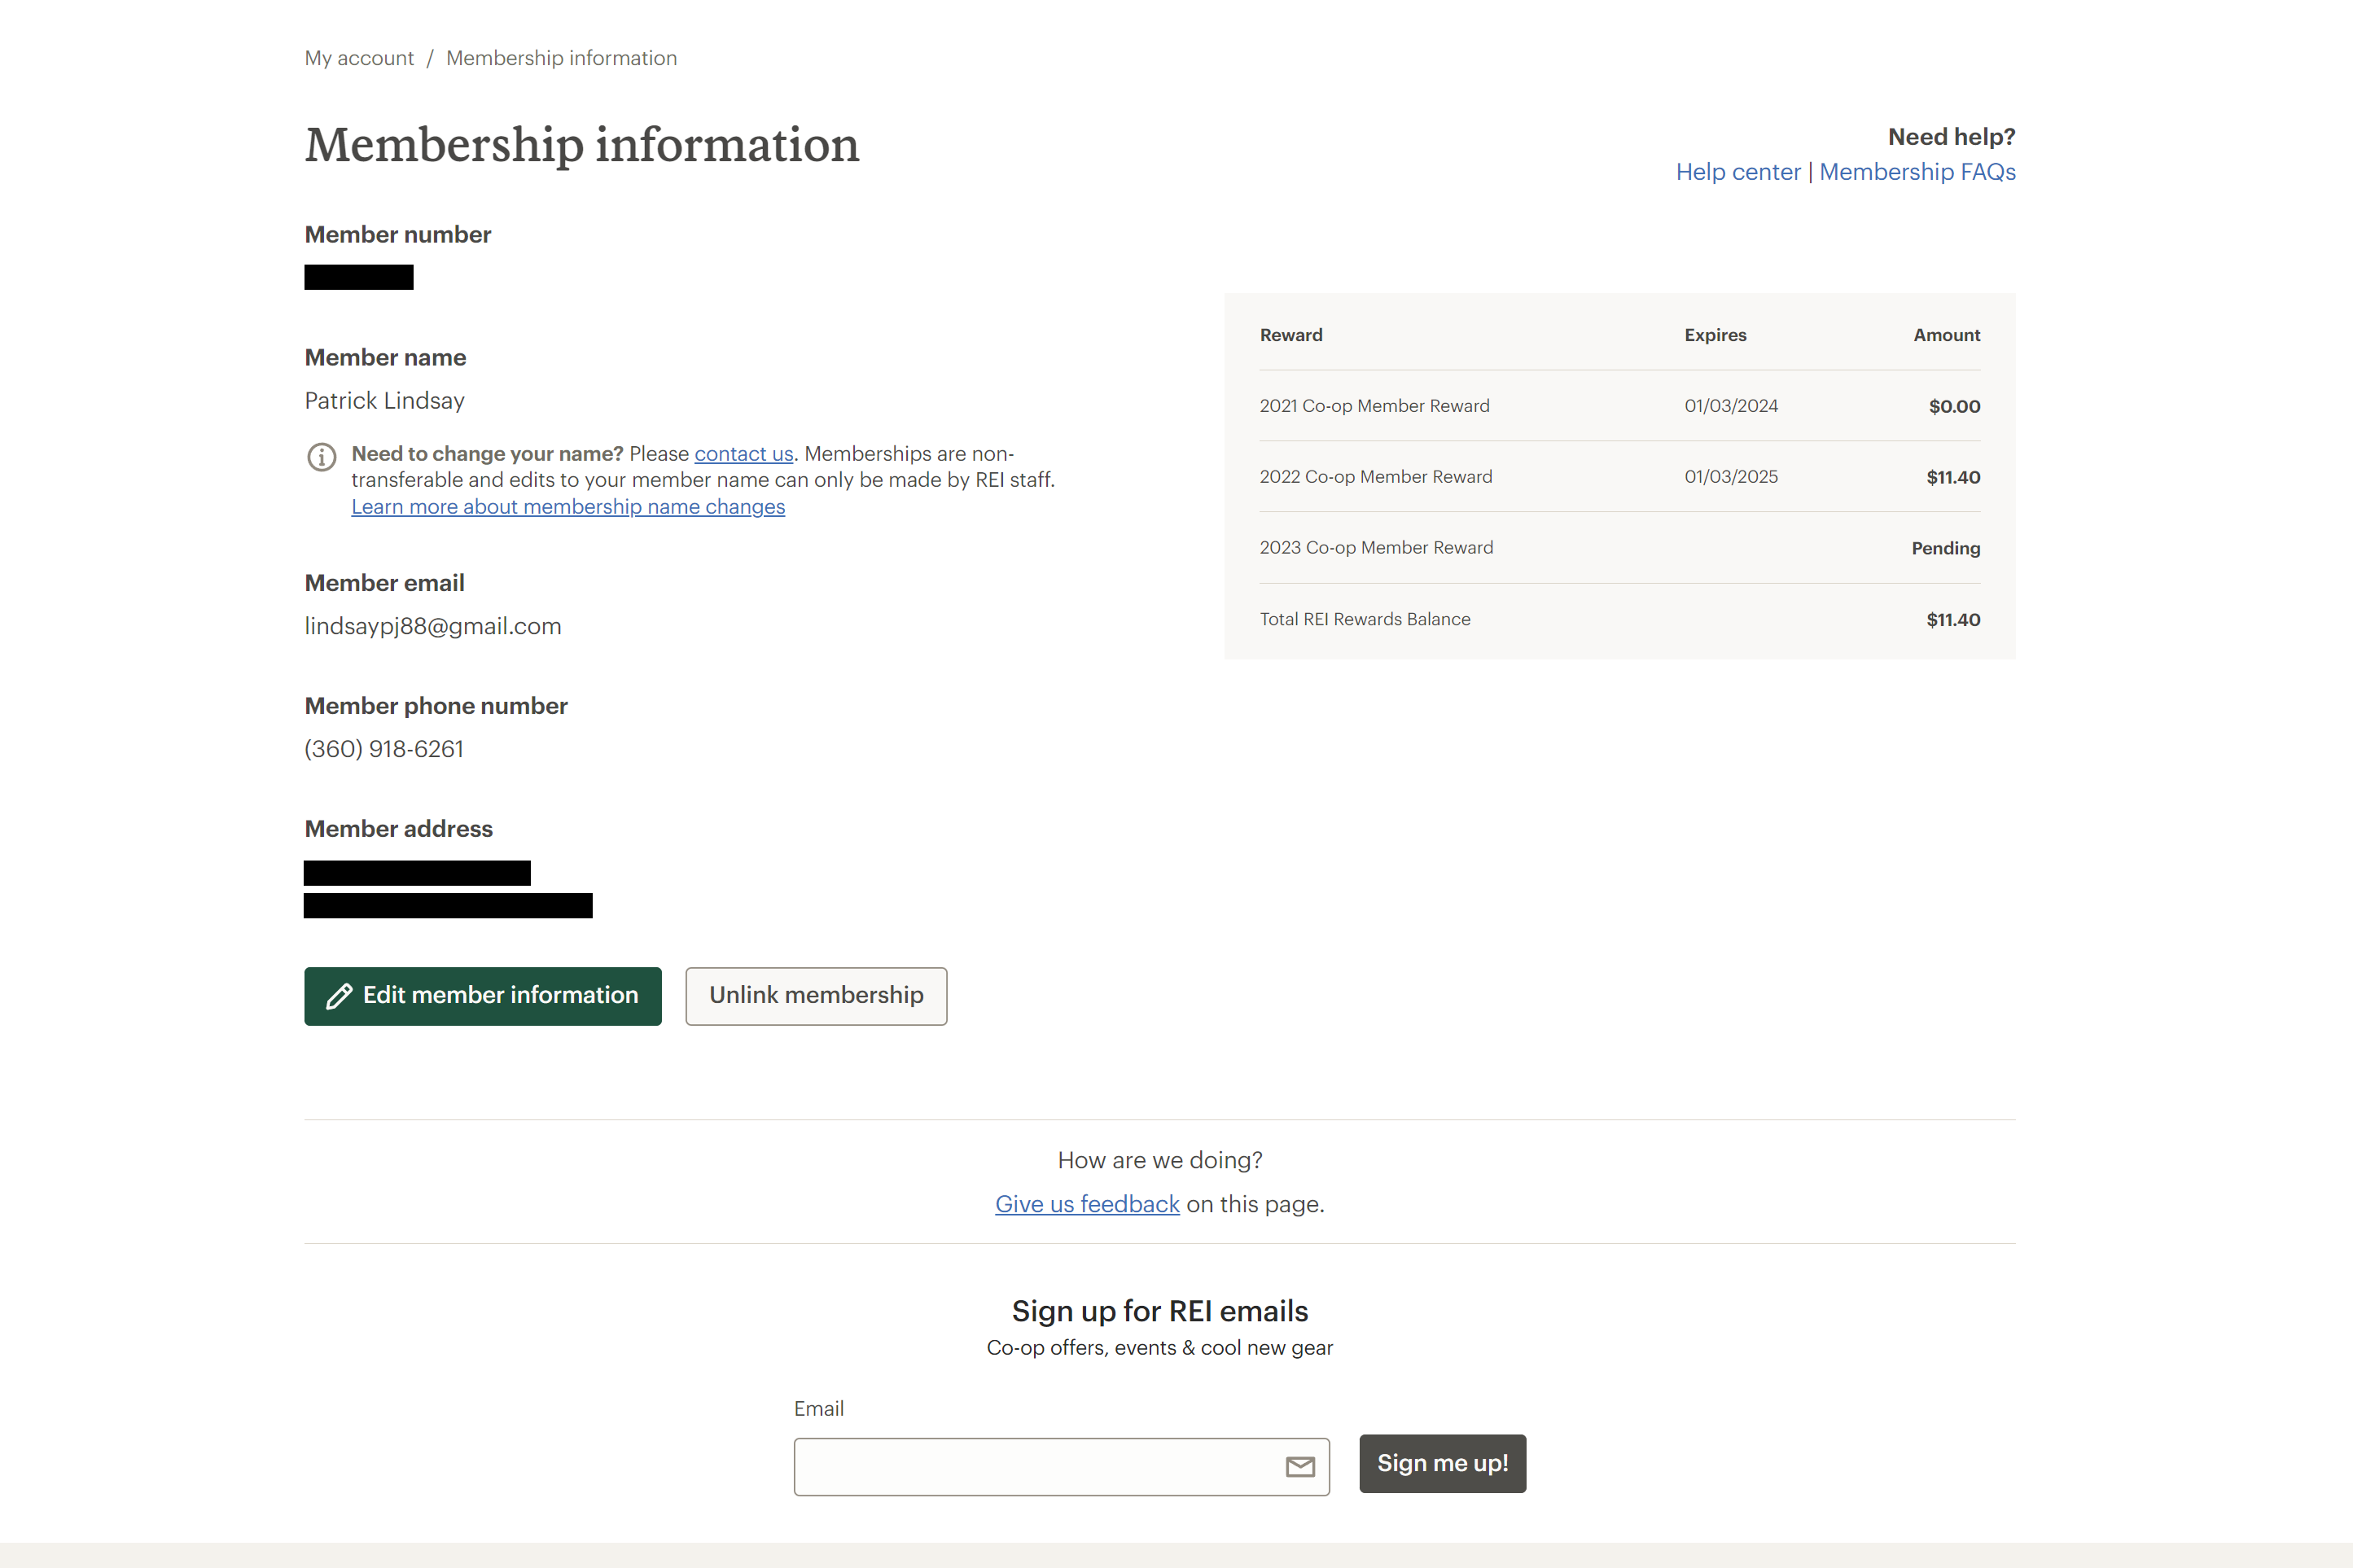 My account / Membership information
Membership information
Need help?
Help center | Membership FAQs
Member number
Member name
Patrick Lindsay
Need to change your name? Please contact us. Memberships are non-
transferable and edits to your member name can only be made by REI staff.
Learn more about membership name changes
Member email
lindsaypj88@gmail.com
Member phone number
(360) 918-6261
Member address
Edit member information
Unlink membership
Reward Expires Amount
2021 Co-op Member Reward 01/03/2024 $0.00
2022 Co-op Member Reward 01/03/2025 $11.40
2023 Co-op Member Reward Pending
Total REI Rewards Balance $11.40
How are we doing?
Give us feedback on this page.
Sign up for REI emails
Co-op offers, events & cool new gear
Email
Sign me up!